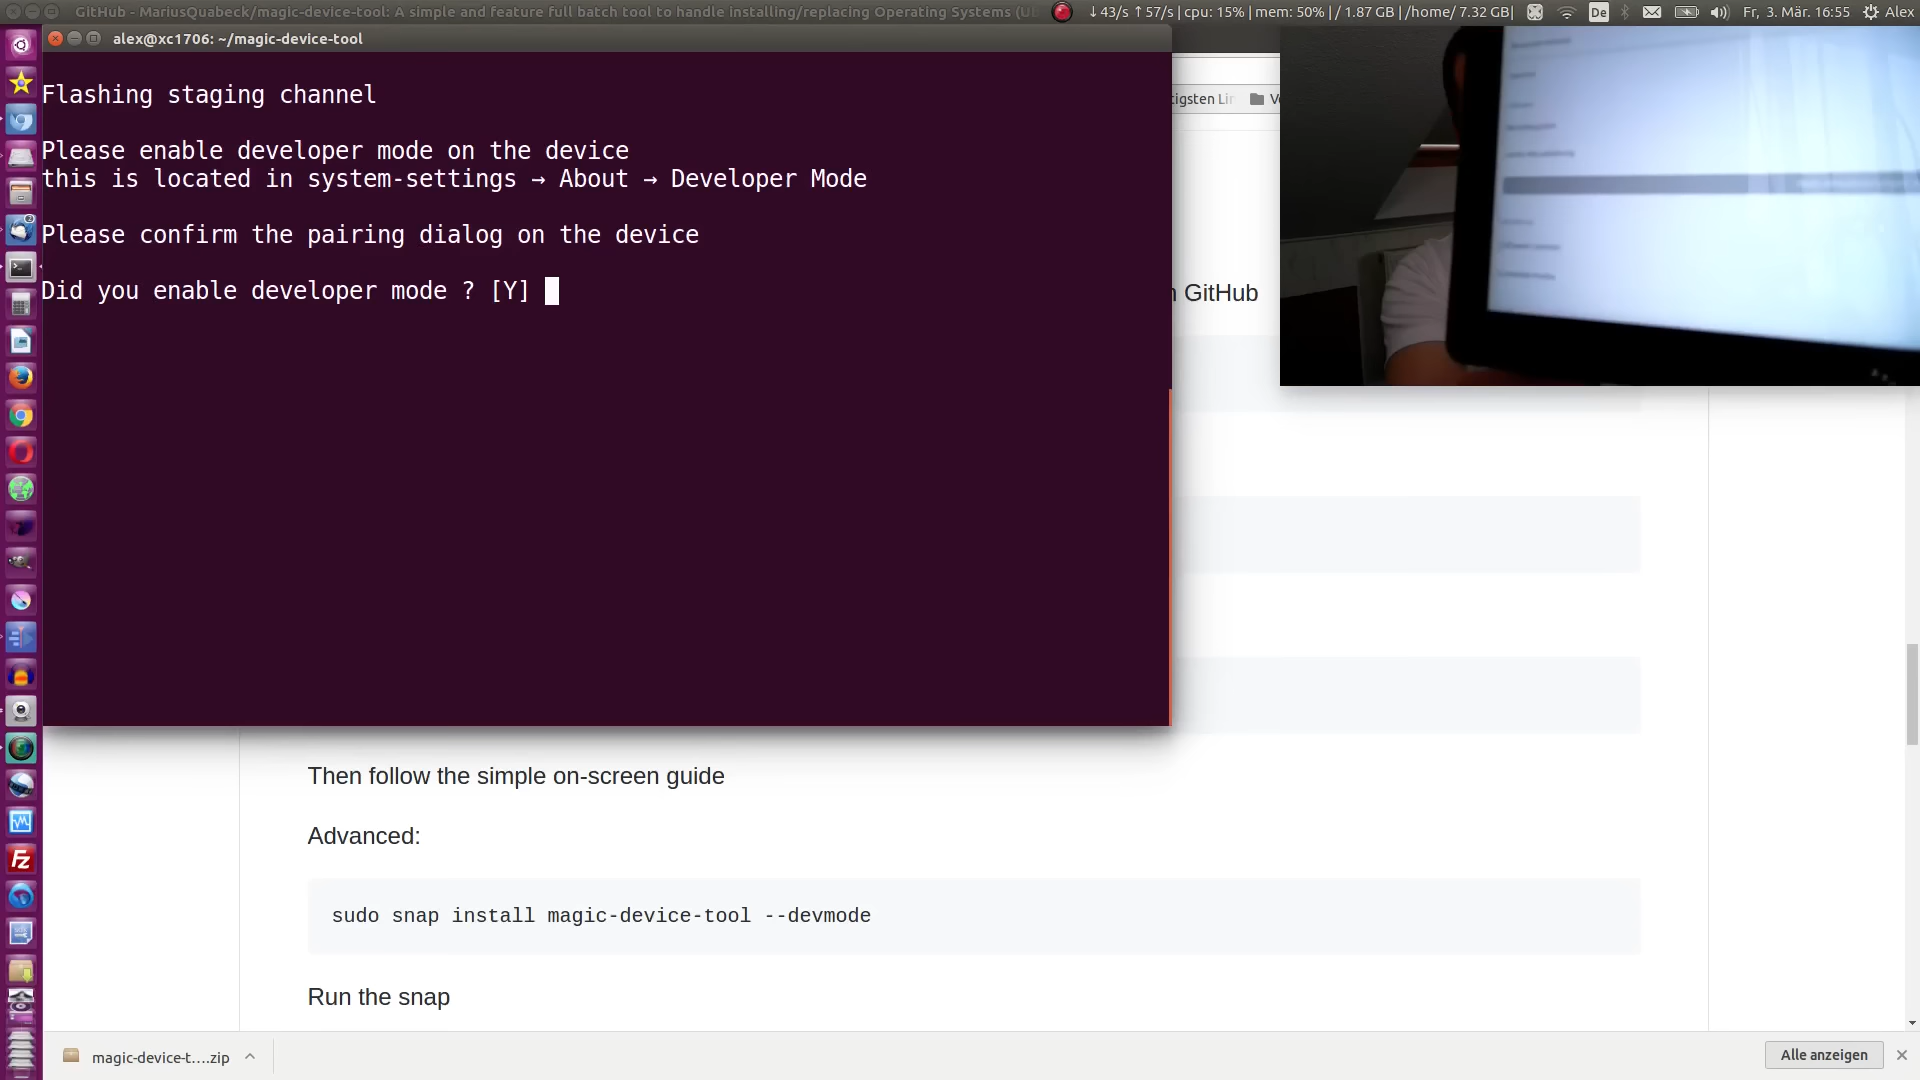 GitHub - MariusQuabeck/magic-device-tool: A simple and feature full batch tool to handle installing/replacing Operating Systems (U
↓43/s ↑57/s | cpu: 15% | mem: 50% | / 1.87 GB | /home/ 7.32 GB|
De
Fr, 3. Mär. 16:55
Alex
alex@xc1706: ~/magic-device-tool
Flashing staging channel
Please enable developer mode on the device
this is located in system-settings → About → Developer Mode
Please confirm the pairing dialog on the device
Did you enable developer mode ? [Y]
GitHub
Then follow the simple on-screen guide
Advanced:
sudo snap install magic-device-tool --devmode
Run the snap
magic-device-t....zip
Alle anzeigen